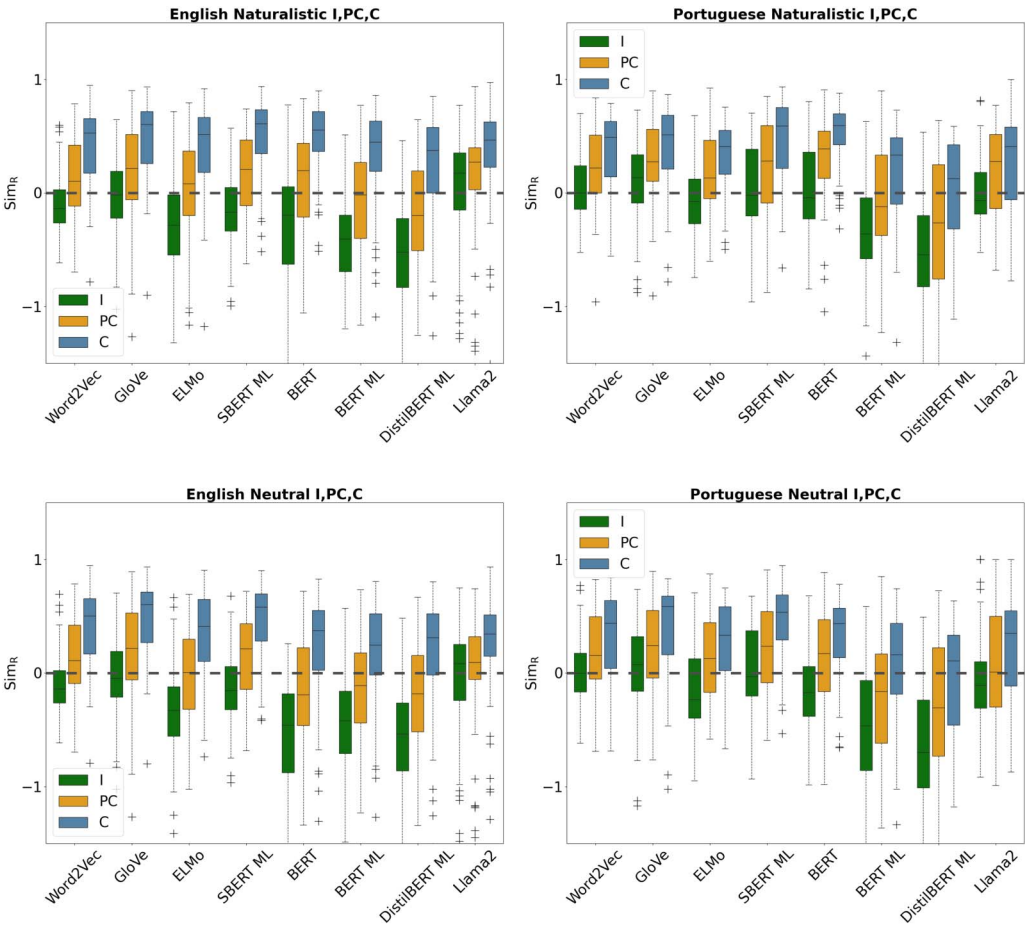 English Naturalistic I,PC,C
Sim_R
1
0
−1
I
PC
C
Word2Vec
GloVe
ELMo
SBERT ML
BERT
BERT ML
DistilBERT ML
Llama2
Portuguese Naturalistic I,PC,C
Sim_R
1
0
−1
I
PC
C
Word2Vec
GloVe
ELMo
SBERT ML
BERT
BERT ML
DistilBERT ML
Llama2
English Neutral I,PC,C
Sim_R
1
0
−1
I
PC
C
Word2Vec
GloVe
ELMo
SBERT ML
BERT
BERT ML
DistilBERT ML
Llama2
Portuguese Neutral I,PC,C
Sim_R
1
0
−1
I
PC
C
Word2Vec
GloVe
ELMo
SBERT ML
BERT
BERT ML
DistilBERT ML
Llama2